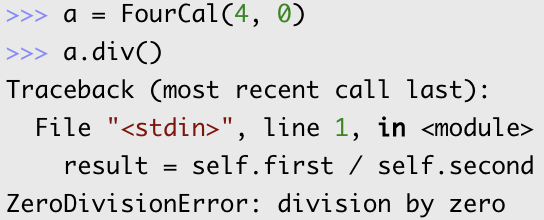 >>> a = FourCal(4, 0)
>>> a.div()
Traceback (most recent call last):
  File "<stdin>", line 1, in <module>
    result = self.first / self.second
ZeroDivisionError: division by zero